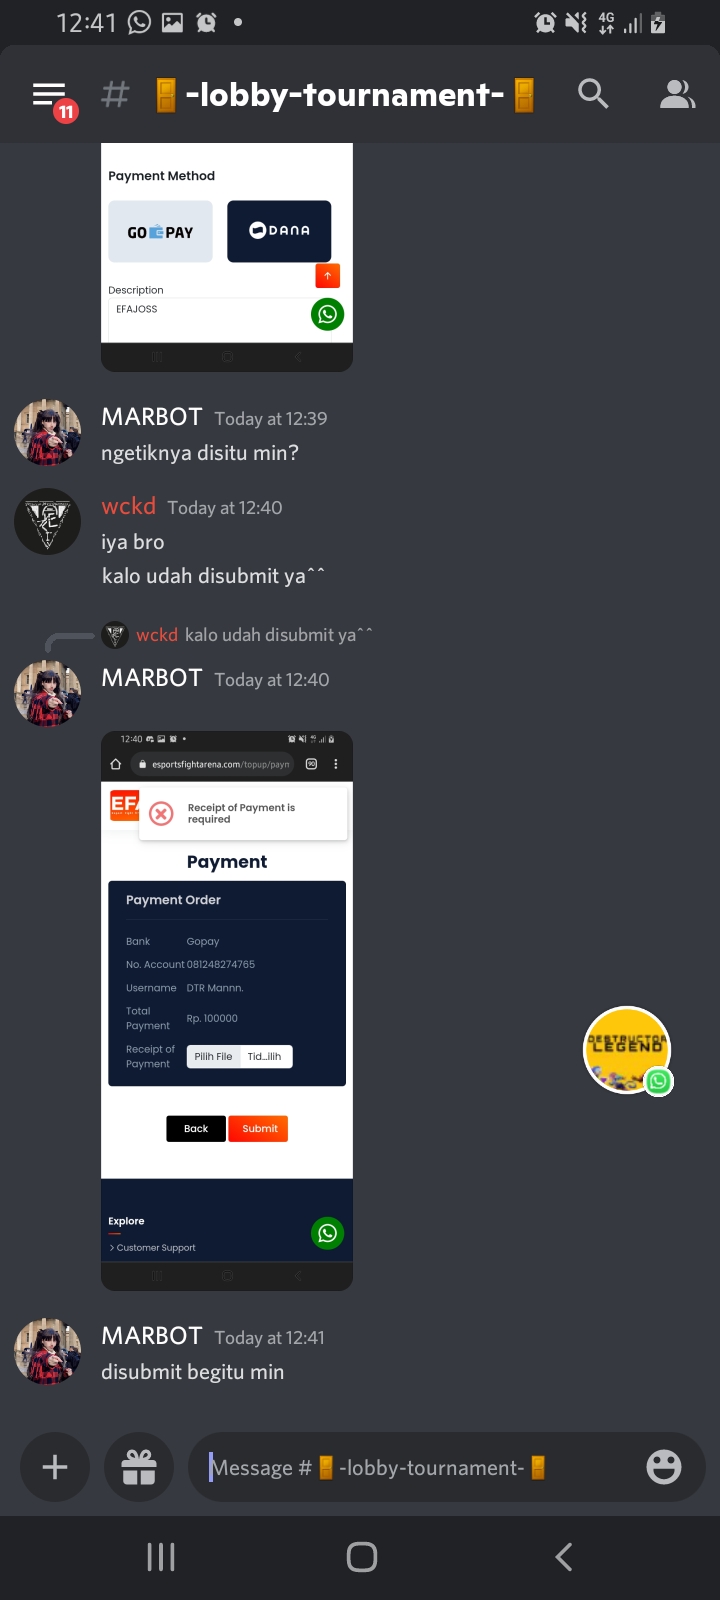 12:41
4G
11
# 🚪-lobby-tournament-🚪
Payment Method
GO PAY
DANA
Description
EFAJOSS
MARBOT Today at 12:39
ngetiknya disitu min?
wckd Today at 12:40
iya bro
kalo udah disubmit ya^^
wckd kalo udah disubmit ya^^
MARBOT Today at 12:40
12:40
esportsfightarena.com/topup/payn
90
EFA
Receipt of Payment is
required
Payment
Payment Order
Bank Gopay
No. Account 081248274765
Username DTR Mannn.
Total
Payment
Rp. 100000
Receipt of
Payment
Pilih File Tid...ilih
Back Submit
Explore
> Customer Support
DESTRUCTOR
LEGEND
MARBOT Today at 12:41
disubmit begitu min
Message #🚪-lobby-tournament-🚪